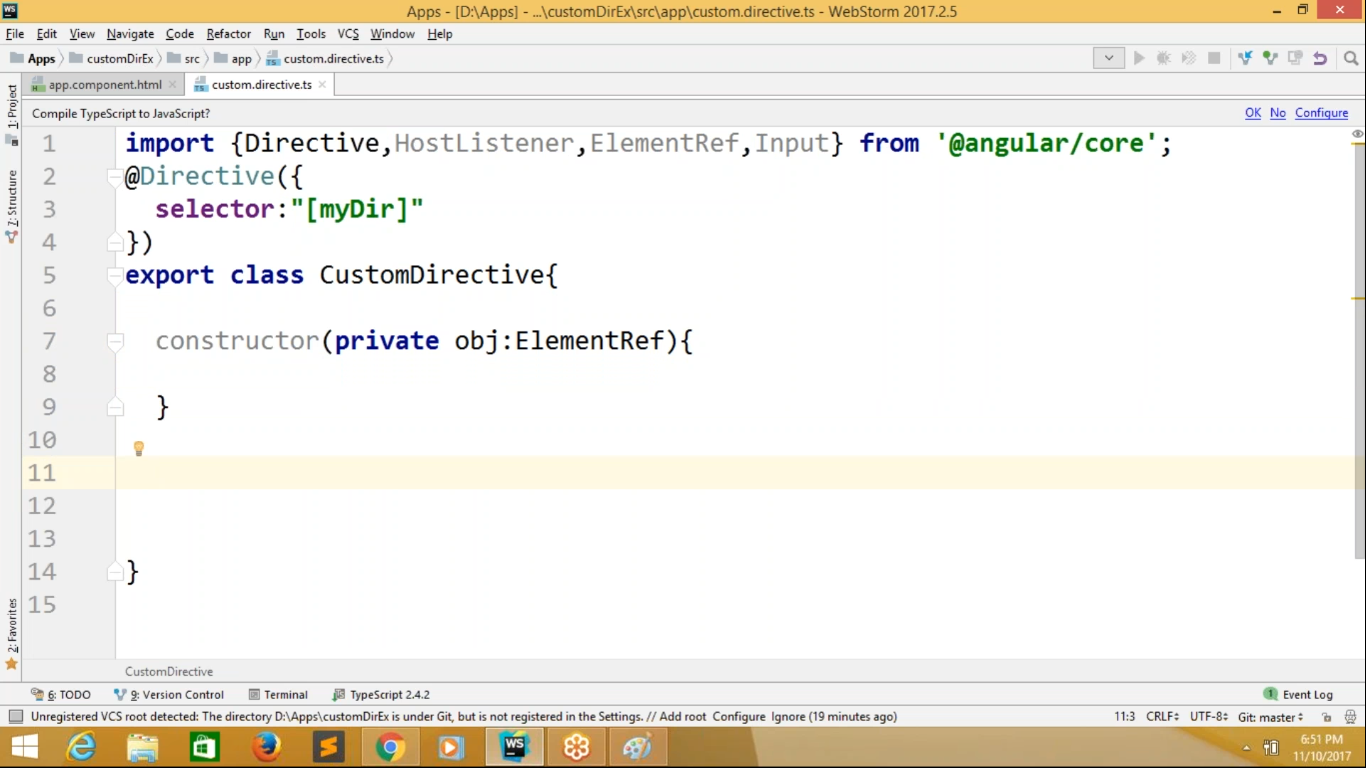 WS
Apps - [D:\Apps] - ...\customDirEx\src\app\custom.directive.ts - WebStorm 2017.2.5
File Edit View Navigate Code Refactor Run Tools VCS Window Help
Apps customDirEx src app custom.directive.ts
app.component.html custom.directive.ts
Compile TypeScript to JavaScript? OK No Configure
1: Project
7: Structure
2: Favorites
1 import {Directive,HostListener,ElementRef,Input} from '@angular/core';
2 @Directive({
3 selector:"[myDir]"
4 })
5 export class CustomDirective{
6
7 constructor(private obj:ElementRef){
8
9 }
10
11
12
13
14 }
15
CustomDirective
6: TODO 9: Version Control Terminal TypeScript 2.4.2 1 Event Log
Unregistered VCS root detected: The directory D:\Apps\customDirEx is under Git, but is not registered in the Settings. // Add root Configure Ignore (19 minutes ago) 11:3 CRLF UTF-8 Git: master
WS
6:51 PM
11/10/2017